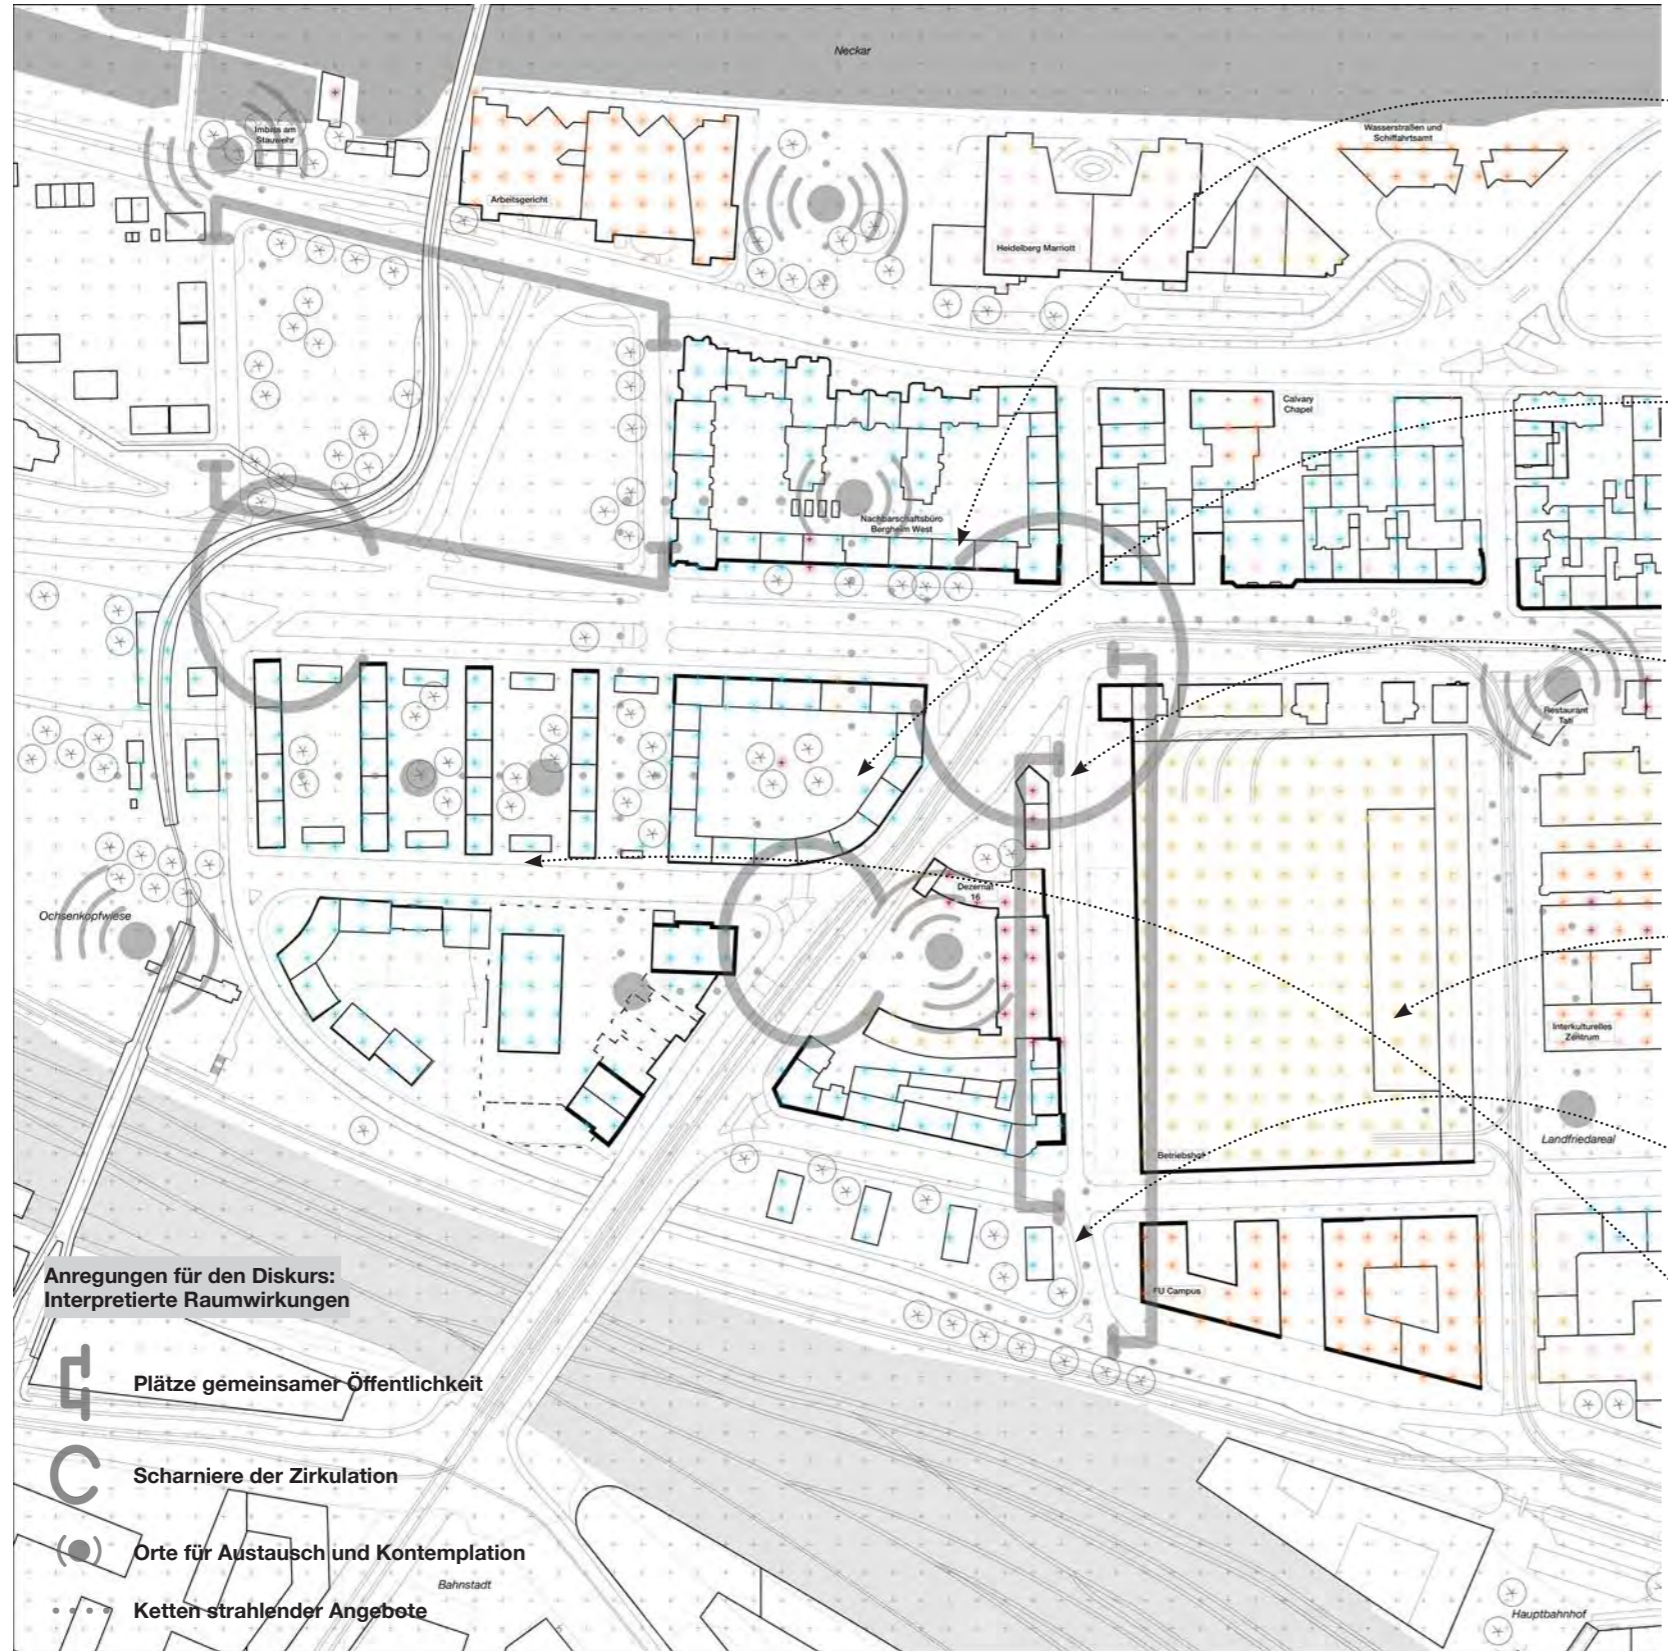 Neckar
Imbiss am
Stauwehr
Wasserstraßen und
Schiffahrtsamt
Arbeitsgericht
Heidelberg Marriott
Calvary
Chapel
Nachbarschaftsbüro
Bergheim West
Restaurant
Tati
Dezernat
16
Ochsenkopfwiese
Interkulturelles
Zentrum
Landfriedareal
Betriebshof
Anregungen für den Diskurs:
Interpretierte Raumwirkungen
FU Campus
Plätze gemeinsamer Öffentlichkeit
Scharniere der Zirkulation
Orte für Austausch und Kontemplation
Bahnstadt
Ketten strahlender Angebote
Hauptbahnhof